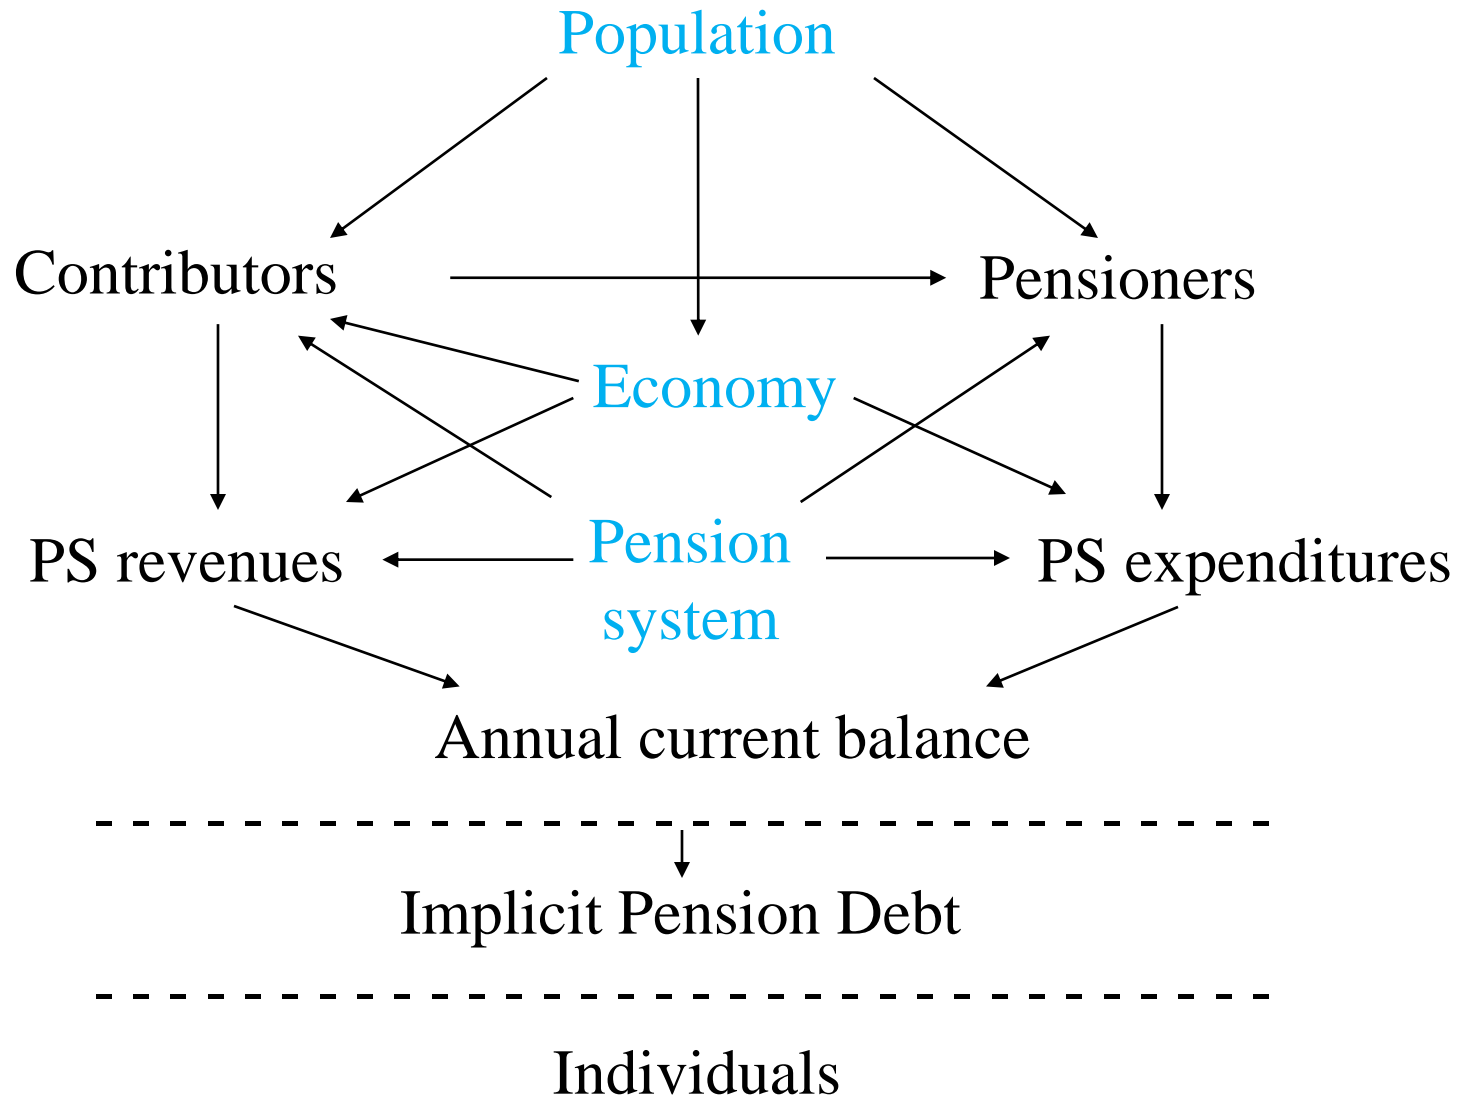 Population
Contributors
Pensioners
Economy
PS revenues
Pension
system
PS expenditures
Annual current balance
Implicit Pension Debt
Individuals